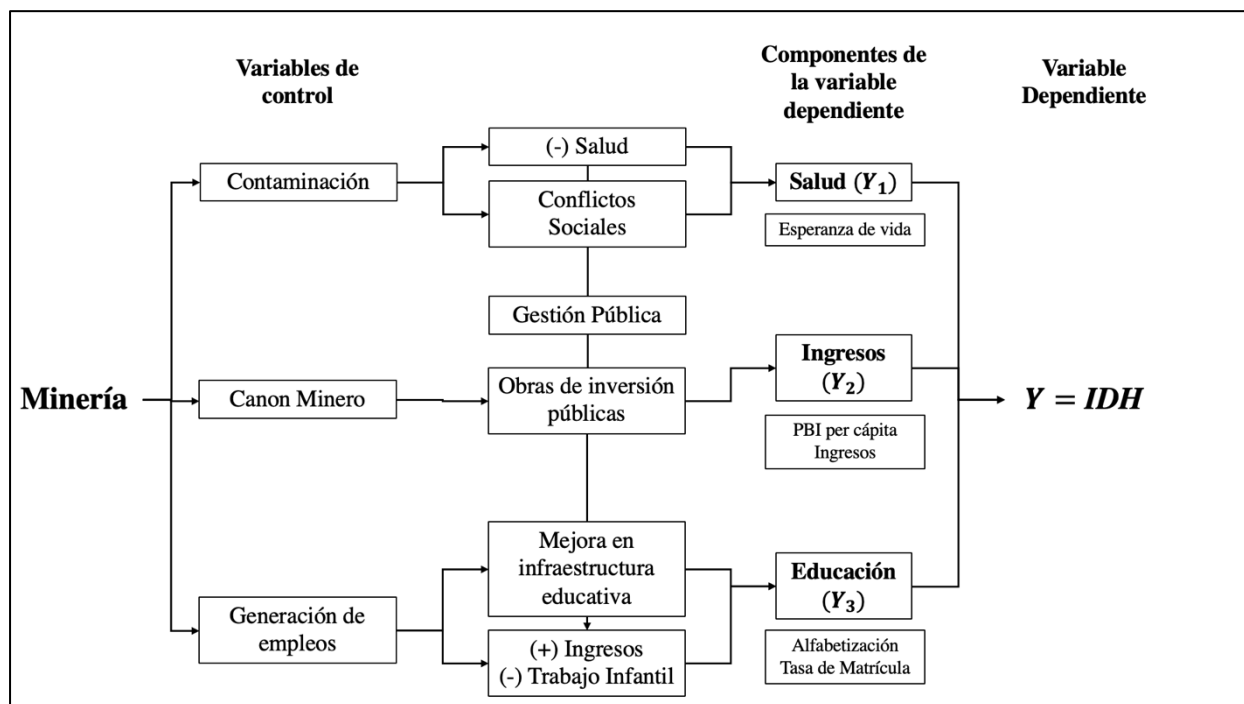 Variables de
control
Componentes de
la variable
dependiente
Variable
Dependiente
(-) Salud
Contaminación
Conflictos
Sociales
Salud (Y₁)
Esperanza de vida
Gestión Pública
Minería
Canon Minero
Obras de inversión
públicas
Ingresos
(Y₂)
PBI per cápita
Ingresos
Y = IDH
Generación de
empleos
Mejora en
infraestructura
educativa
(+) Ingresos
(-) Trabajo Infantil
Educación
(Y₃)
Alfabetización
Tasa de Matrícula